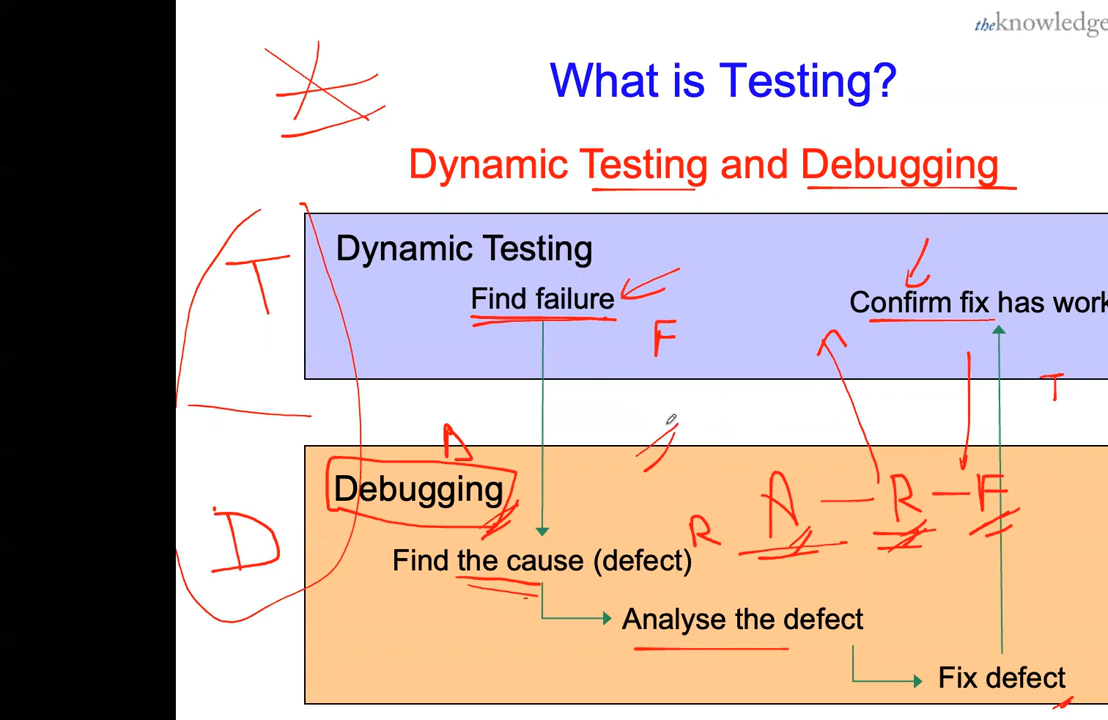 theknowledge
What is Testing?
Dynamic Testing and Debugging
T
Dynamic Testing
Find failure
Confirm fix has work
F
T
D
Debugging
A – R – F
R
D
Find the cause (defect)
Analyse the defect
Fix defect